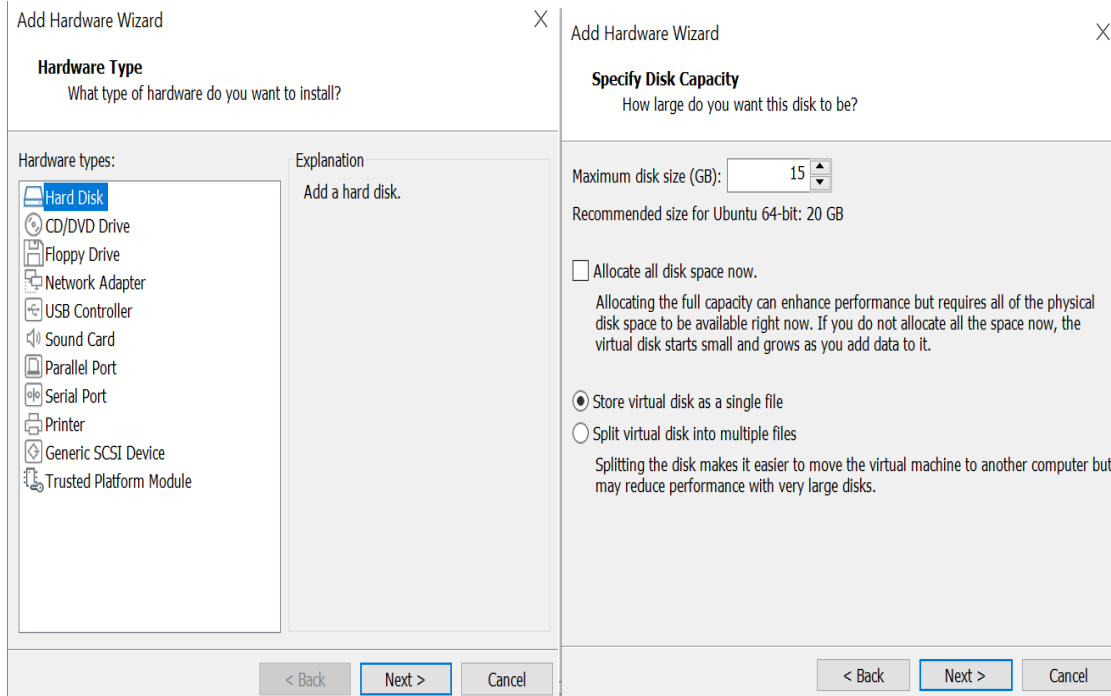 Add Hardware Wizard
Hardware Type
What type of hardware do you want to install?
Hardware types:
Hard Disk
CD/DVD Drive
Floppy Drive
Network Adapter
USB Controller
Sound Card
Parallel Port
Serial Port
Printer
Generic SCSI Device
Trusted Platform Module
Explanation
Add a hard disk.
< Back
Next >
Cancel
Add Hardware Wizard
Specify Disk Capacity
How large do you want this disk to be?
Maximum disk size (GB): 15
Recommended size for Ubuntu 64-bit: 20 GB
Allocate all disk space now.
Allocating the full capacity can enhance performance but requires all of the physical
disk space to be available right now. If you do not allocate all the space now, the
virtual disk starts small and grows as you add data to it.
Store virtual disk as a single file
Split virtual disk into multiple files
Splitting the disk makes it easier to move the virtual machine to another computer but
may reduce performance with very large disks.
< Back
Next >
Cancel